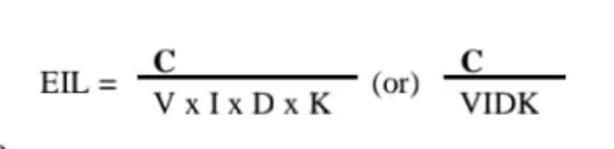 EIL = C / V x I x D x K (or) C / VIDK